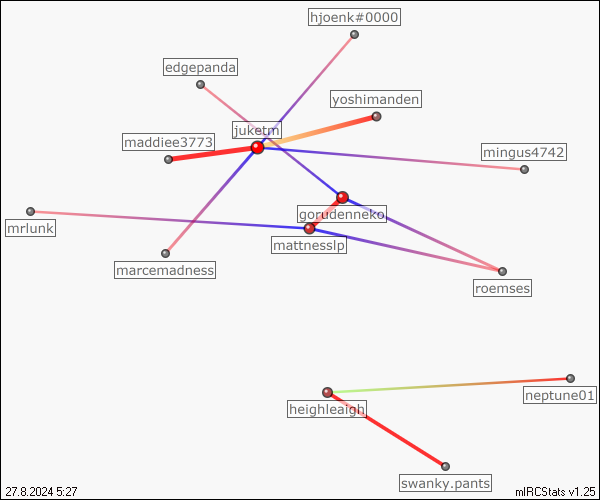 hjoenk#0000
edgepanda
yoshimanden
juketm
maddiee3773
mingus4742
gorudenneko
mrlunk
mattnesslp
marcemadness
roemses
neptune01
heighleaigh
swanky.pants
27.8.2024 5:27
mIRCStats v1.25